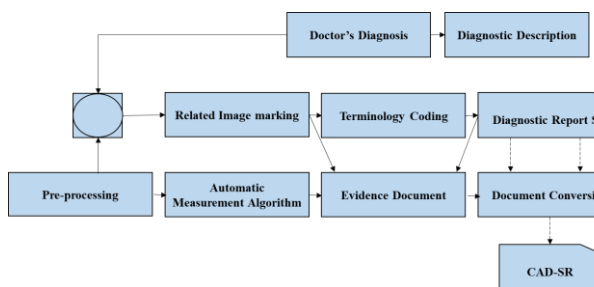 Doctor's Diagnosis
Diagnostic Description
Related Image marking
Terminology Coding
Diagnostic Report S
Pre-processing
Automatic
Measurement Algorithm
Evidence Document
Document Conversi
CAD-SR